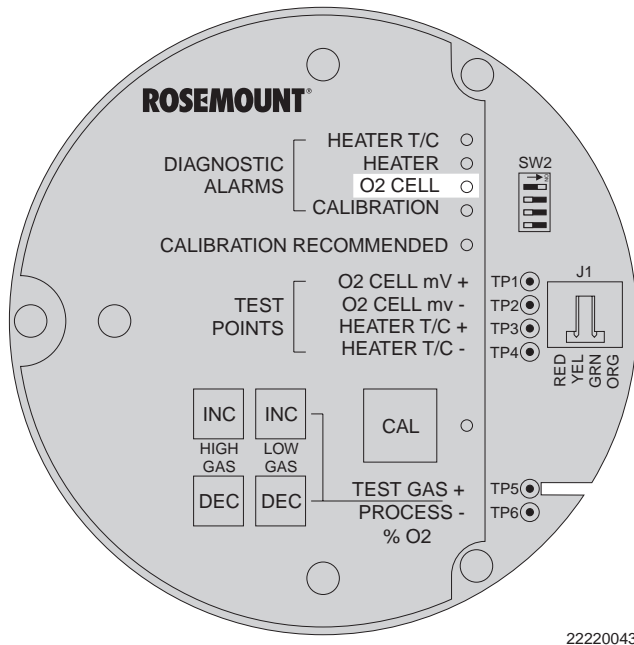 ROSEMOUNT®
DIAGNOSTIC
ALARMS
HEATER T/C
HEATER
O2 CELL
CALIBRATION
CALIBRATION RECOMMENDED
SW2
ON
TEST
POINTS
O2 CELL mV +
O2 CELL mv -
HEATER T/C +
HEATER T/C -
TP1
TP2
TP3
TP4
J1
RED
YEL
GRN
ORG
INC
INC
HIGH
GAS
LOW
GAS
DEC
DEC
CAL
TEST GAS +
PROCESS -
% O2
TP5
TP6
22220043